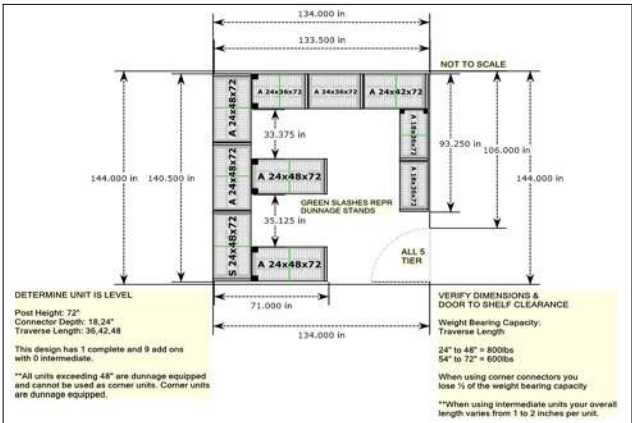 134.000 in
133.500 in
NOT TO SCALE
A 24x48x72
A 24x36x72
A 24x36x72
A 24x42x72
A 18x36x72
A 18x36x72
33.375 in
93.250 in
106.000 in
144.000 in
140.500 in
144.000 in
A 24x48x72
A 24x48x72
GREEN SLASHES REPR
DUNNAGE STANDS
35.125 in
S 24x48x72
A 24x48x72
ALL 5
TIER
71.000 in
134.000 in
DETERMINE UNIT IS LEVEL
Post Height: 72"
Connector Depth: 18,24"
Traverse Length: 36,42,48
This design has 1 complete and 9 add ons
with 0 intermediate.
**All units exceeding 48" are dunnage equipped
and cannot be used as corner units. Corner units
are dunnage equipped.
VERIFY DIMENSIONS &
DOOR TO SHELF CLEARANCE
Weight Bearing Capacity:
Traverse Length
24" to 48" = 800lbs
54" to 72" = 600lbs
When using corner connectors you
lose ½ of the weight bearing capacity
**When using intermediate units your overall
length varies from 1 to 2 inches per unit.